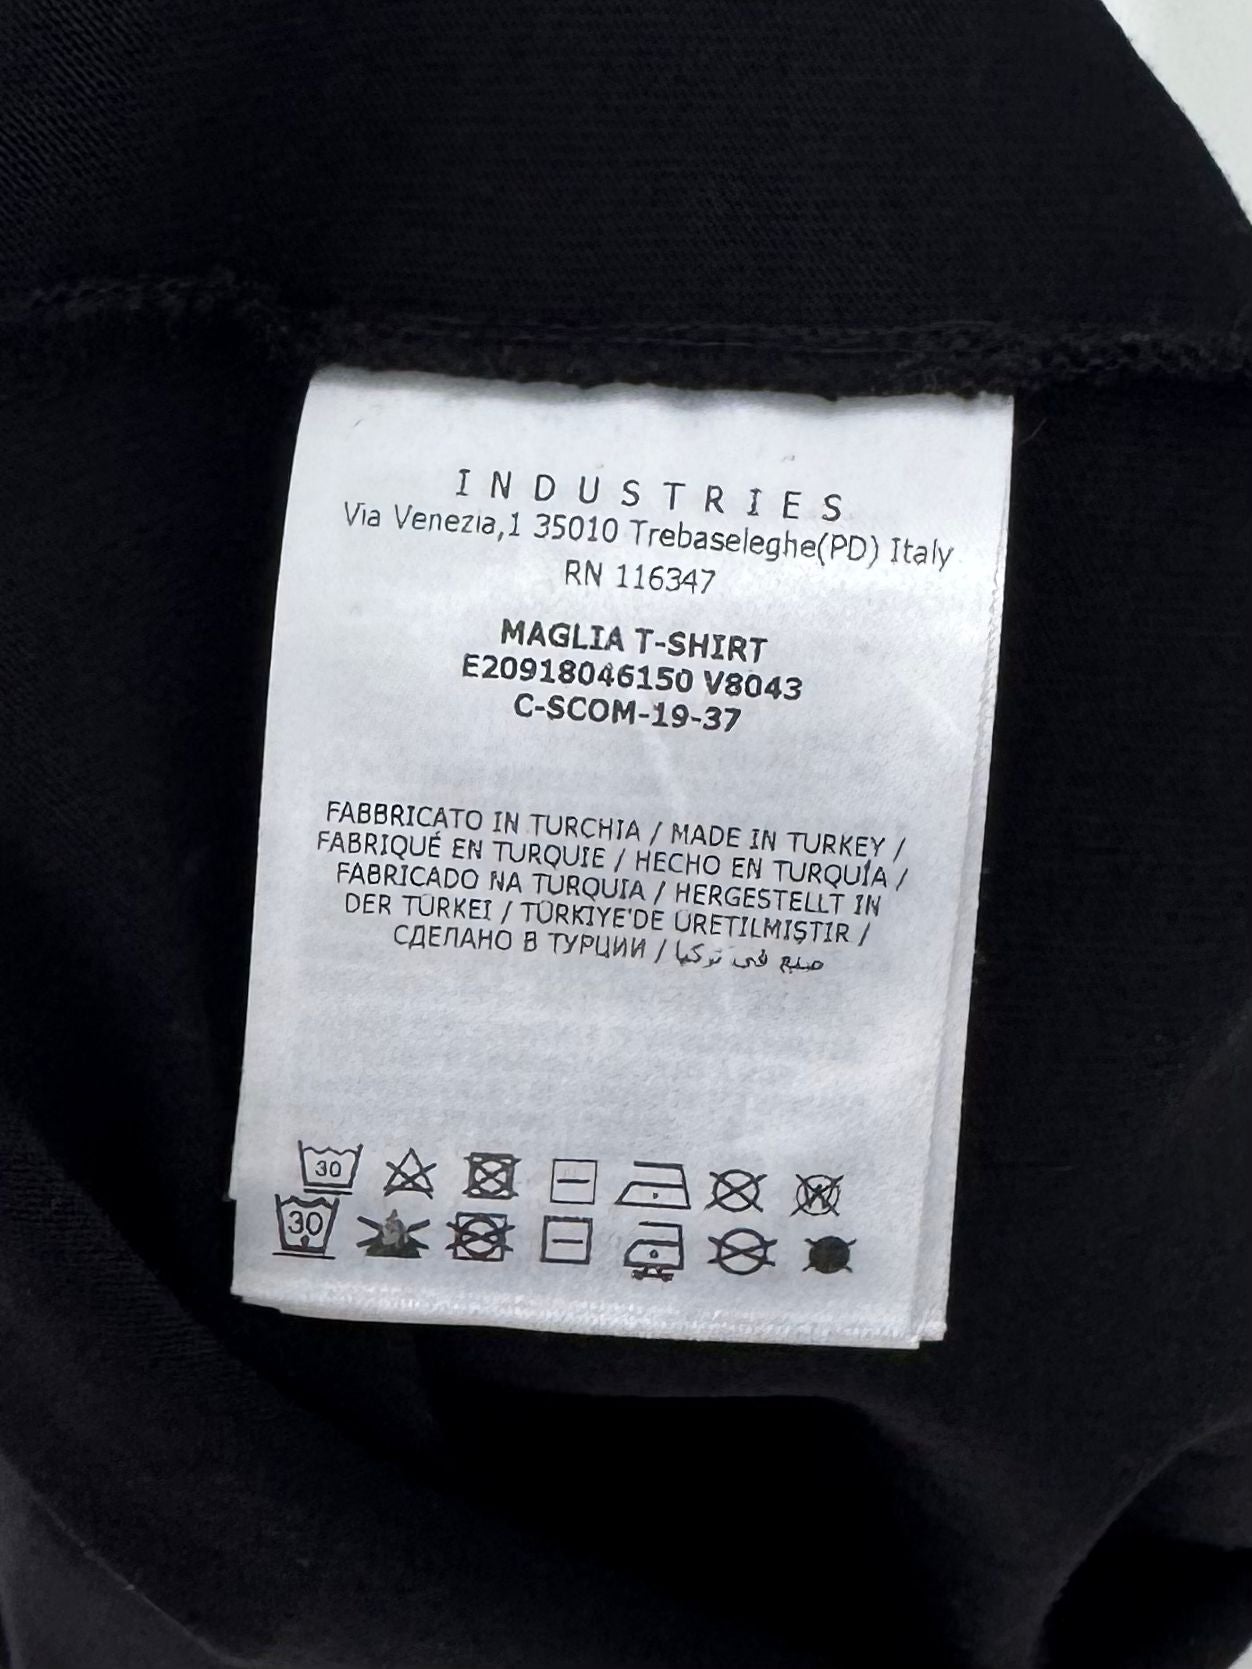 INDUSTRIES
Via Venezia,1 35010 Trebaseleghe(PD) Italy
RN 116347
MAGLIA T-SHIRT
E20918046150 V8043
C-SCOM-19-37
FABBRICATO IN TURCHIA / MADE IN TURKEY /
FABRIQUÉ EN TURQUIE / HECHO EN TURQUÍA /
FABRICADO NA TURQUIA / HERGESTELLT IN
DER TÜRKEI / TÜRKIYE'DE ÜRETILMIŞTIR /
СДЕЛАНО В ТУРЦИИ / صنع في تركيا
30 W
30